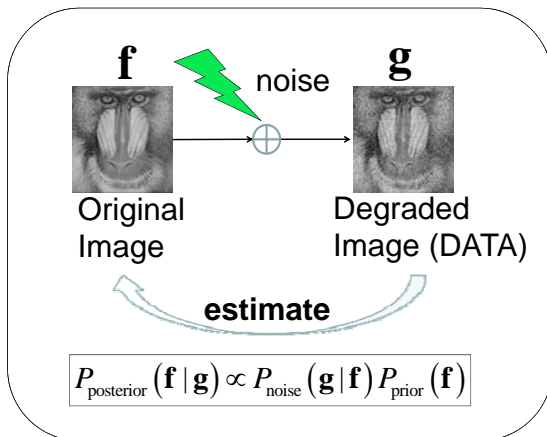 f
noise
g
Original
Image
Degraded
Image (DATA)
estimate
P_posterior (f | g) ∝ P_noise (g | f) P_prior (f)